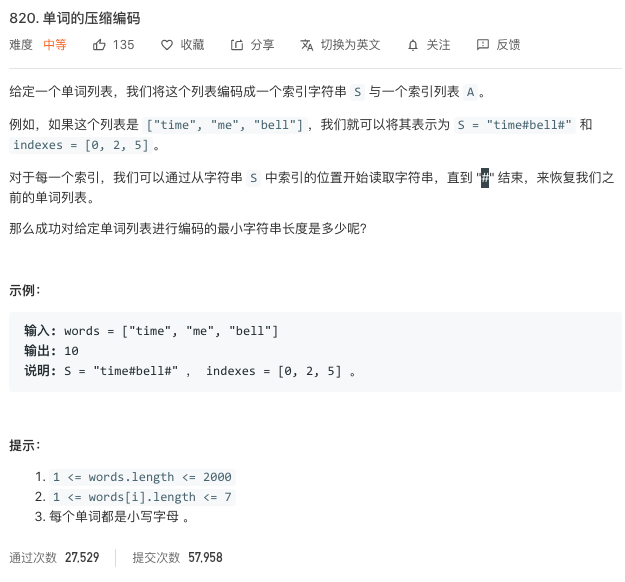 820. 单词的压缩编码
难度 中等 135 收藏 分享 切换为英文 关注 反馈
给定一个单词列表，我们将这个列表编码成一个索引字符串 S 与一个索引列表 A 。
例如，如果这个列表是 ["time", "me", "bell"]，我们就可以将其表示为 S = "time#bell#" 和
indexes = [0, 2, 5] 。
对于每一个索引，我们可以通过从字符串 S 中索引的位置开始读取字符串，直到 "#" 结束，来恢复我们之
前的单词列表。
那么成功对给定单词列表进行编码的最小字符串长度是多少呢？
示例：
输入: words = ["time", "me", "bell"]
输出: 10
说明: S = "time#bell#" ， indexes = [0, 2, 5] 。
提示：
1. 1 <= words.length <= 2000
2. 1 <= words[i].length <= 7
3. 每个单词都是小写字母 。
通过次数 27,529 提交次数 57,958